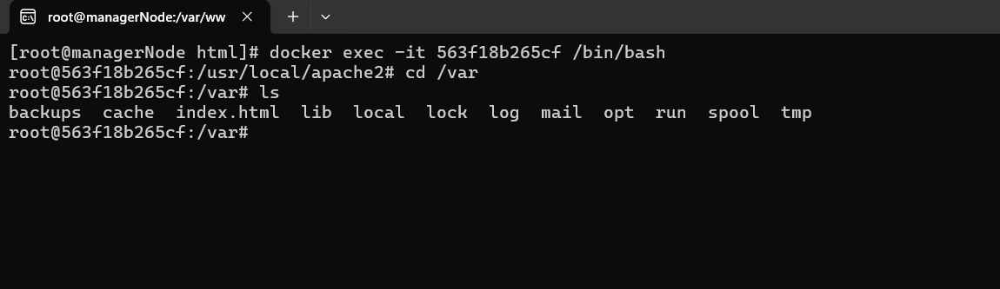 root@managerNode:/var/ww
[root@managerNode html]# docker exec -it 563f18b265cf /bin/bash
root@563f18b265cf:/usr/local/apache2# cd /var
root@563f18b265cf:/var# ls
backups  cache  index.html  lib  local  lock  log  mail  opt  run  spool  tmp
root@563f18b265cf:/var#